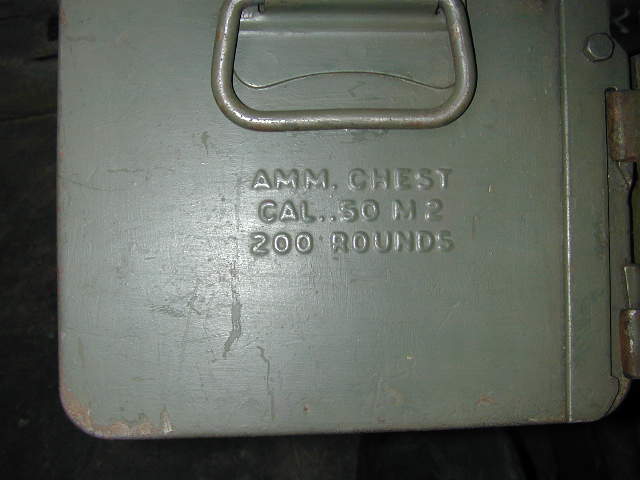 AMM. CHEST
CAL..50 M2
200 ROUNDS